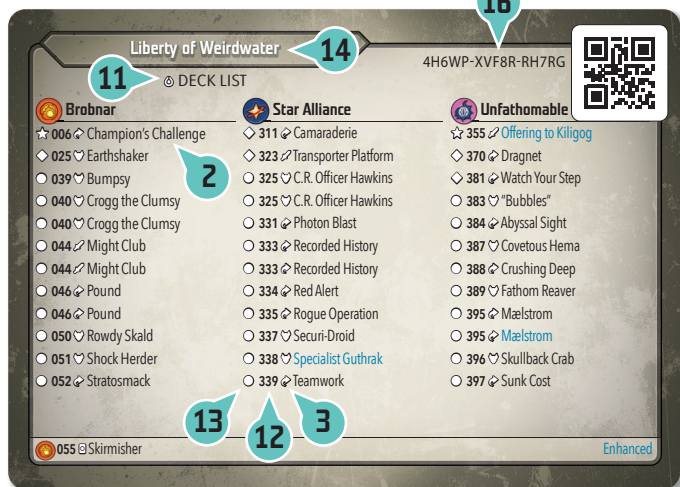 16
Liberty of Weirdwater
14
4H6WP-XVF8R-RH7RG
11
DECK LIST
Brobnar
006 Champion's Challenge
025 Earthshaker
2
039 Bumpsy
040 Crogg the Clumsy
040 Crogg the Clumsy
044 Might Club
044 Might Club
046 Pound
046 Pound
050 Rowdy Skald
051 Shock Herder
052 Stratosmack
Star Alliance
311 Camaraderie
323 Transporter Platform
325 C.R. Officer Hawkins
325 C.R. Officer Hawkins
331 Photon Blast
333 Recorded History
333 Recorded History
334 Red Alert
335 Rogue Operation
337 Securi-Droid
338 Specialist Guthrak
339 Teamwork
13
12
3
Unfathomable
355 Offering to Kiligog
370 Dragnet
381 Watch Your Step
383 "Bubbles"
384 Abyssal Sight
387 Covetous Hema
388 Crushing Deep
389 Fathom Reaver
395 Mælstrom
395 Mælstrom
396 Skullback Crab
397 Sunk Cost
055 Skirmisher
Enhanced